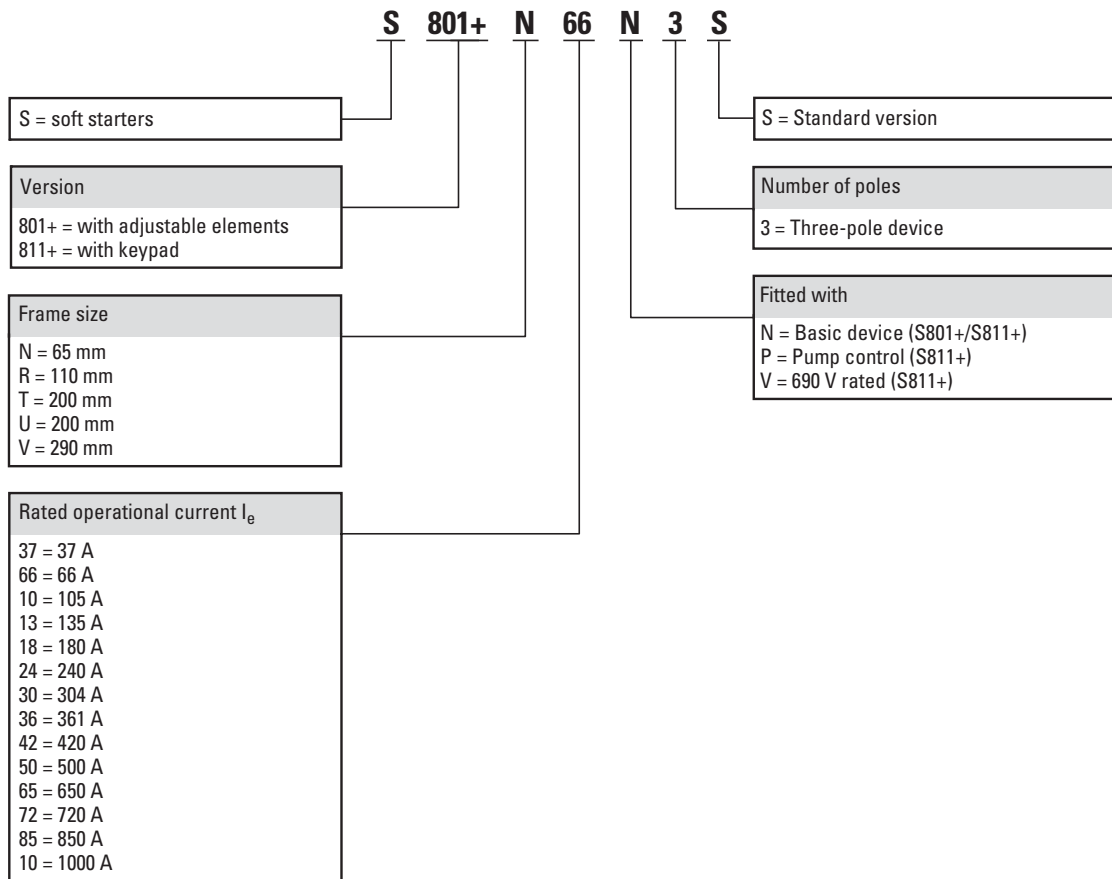 S 801+ N 66 N 3 S
S = soft starters
Version
801+ = with adjustable elements
811+ = with keypad
Frame size
N = 65 mm
R = 110 mm
T = 200 mm
U = 200 mm
V = 290 mm
Rated operational current Ie
37 = 37 A
66 = 66 A
10 = 105 A
13 = 135 A
18 = 180 A
24 = 240 A
30 = 304 A
36 = 361 A
42 = 420 A
50 = 500 A
65 = 650 A
72 = 720 A
85 = 850 A
10 = 1000 A
S = Standard version
Number of poles
3 = Three-pole device
Fitted with
N = Basic device (S801+/S811+)
P = Pump control (S811+)
V = 690 V rated (S811+)